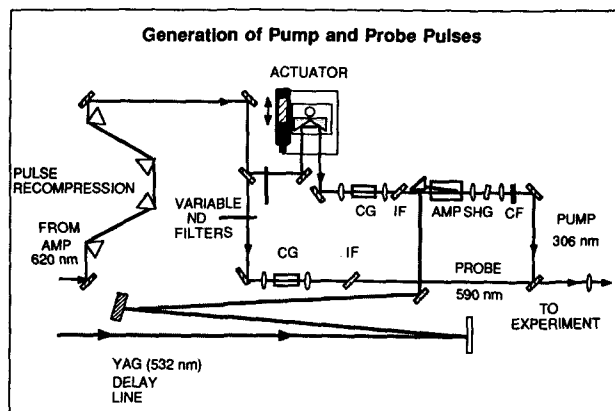 Generation of Pump and Probe Pulses
ACTUATOR
PULSE
RECOMPRESSION
FROM
AMP
620 nm
VARIABLE
ND
FILTERS
CG
IF
AMP
SHG
CF
PUMP
306 nm
CG
IF
PROBE
590 nm
TO
EXPERIMENT
YAG (532 nm)
DELAY
LINE